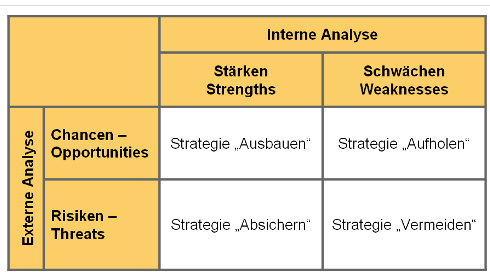 Interne Analyse
Stärken
Strengths
Schwächen
Weaknesses
Externe Analyse
Chancen –
Opportunities
Strategie „Ausbauen“
Strategie „Aufholen“
Risiken –
Threats
Strategie „Absichern“
Strategie „Vermeiden“